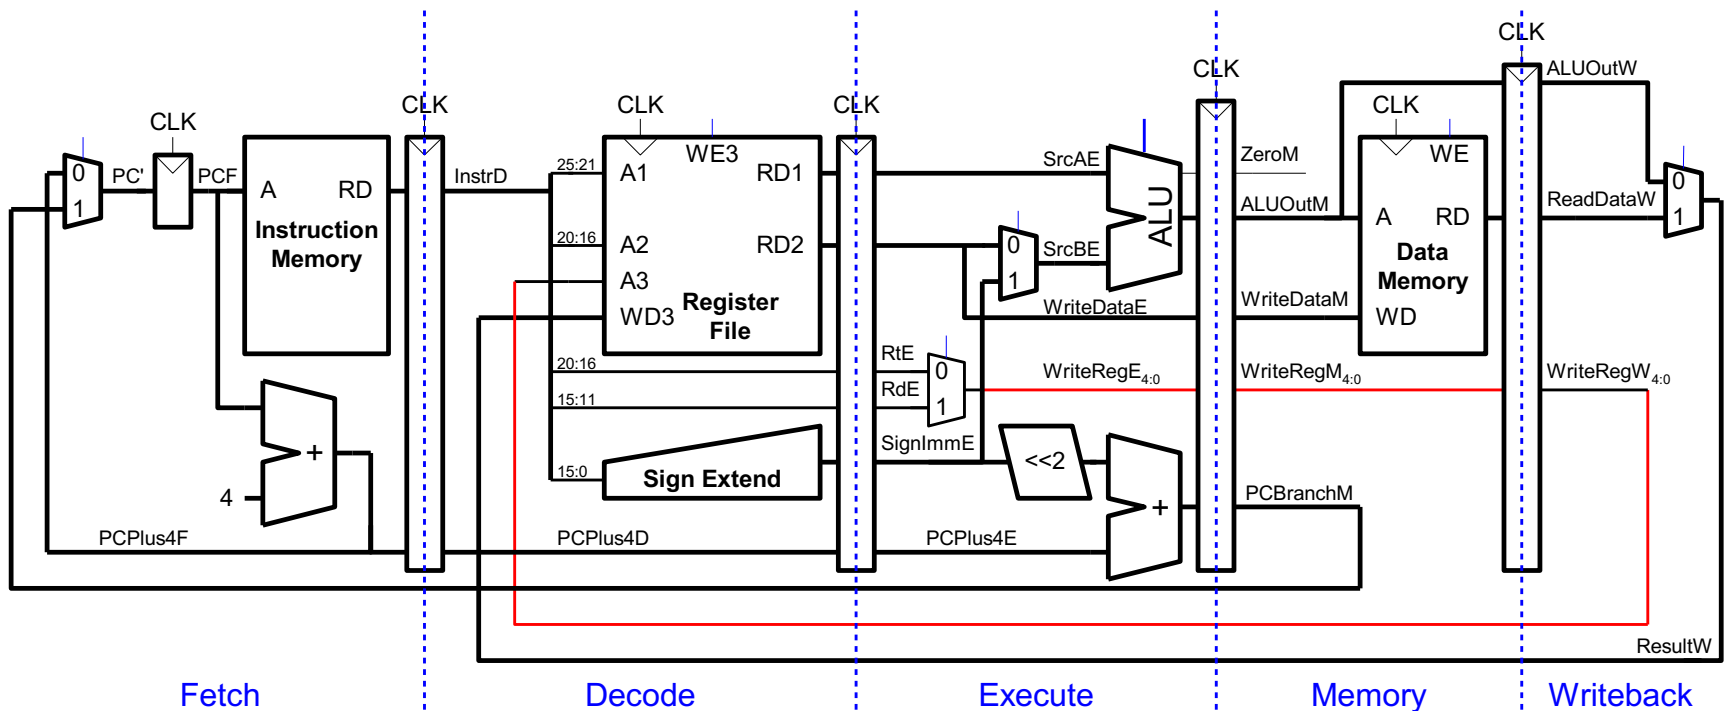 CLK
CLK
CLK
CLK
CLK
CLK
CLK
ALUOutW
0
1
PC'
PCF
A
RD
Instruction
Memory
InstrD
25:21
A1
WE3
RD1
20:16
A2
RD2
A3
WD3
Register
File
SrcAE
0
1
SrcBE
ALU
WriteDataE
ZeroM
ALUOutM
WriteDataM
WE
A
RD
Data
Memory
WD
ReadDataW
0
1
20:16
15:11
RtE
RdE
0
1
WriteRegE4:0
WriteRegM4:0
WriteRegW4:0
+
4
15:0
Sign Extend
SignImmE
<<2
+
PCBranchM
PCPlus4F
PCPlus4D
PCPlus4E
ResultW
Fetch
Decode
Execute
Memory
Writeback